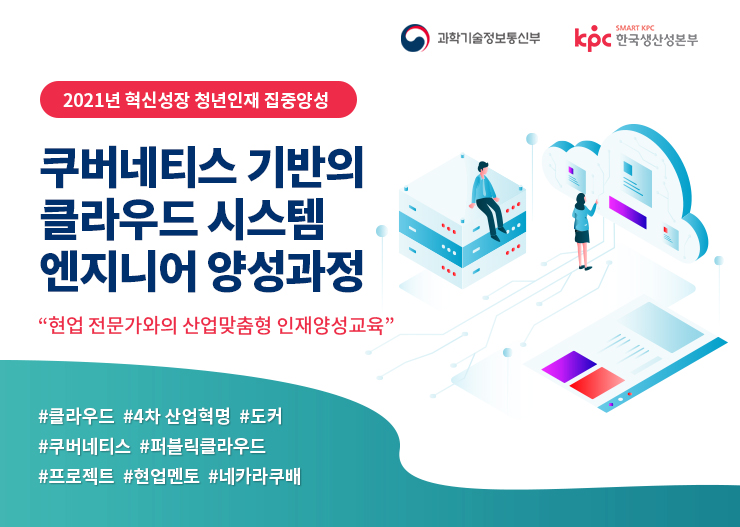 과학기술정보통신부
kpc SMART KPC 한국생산성본부
2021년 혁신성장 청년인재 집중양성
쿠버네티스 기반의
클라우드 시스템
엔지니어 양성과정
“현업 전문가와의 산업맞춤형 인재양성교육”
#클라우드 #4차 산업혁명 #도커
#쿠버네티스 #퍼블릭클라우드
#프로젝트 #현업멘토 #네카라쿠배